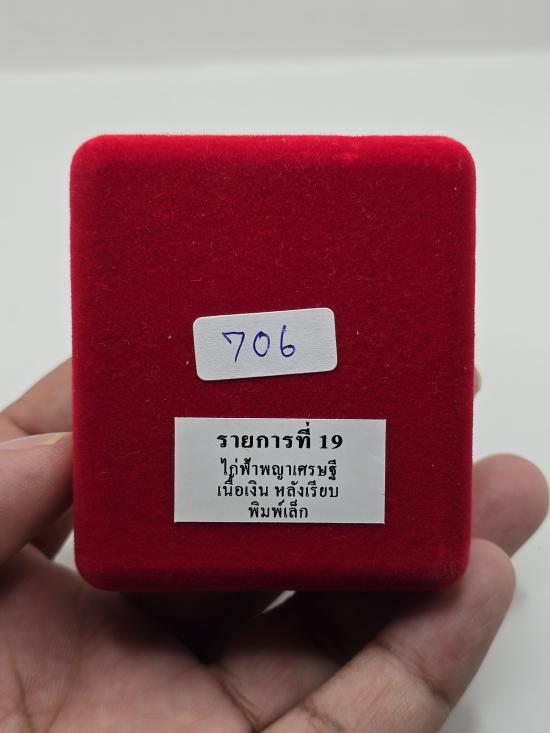 706
รายการที่ 19
ไก่ฟ้าพญาเศรษฐี
เนื้อเงิน หลังเรียบ
พิมพ์เล็ก